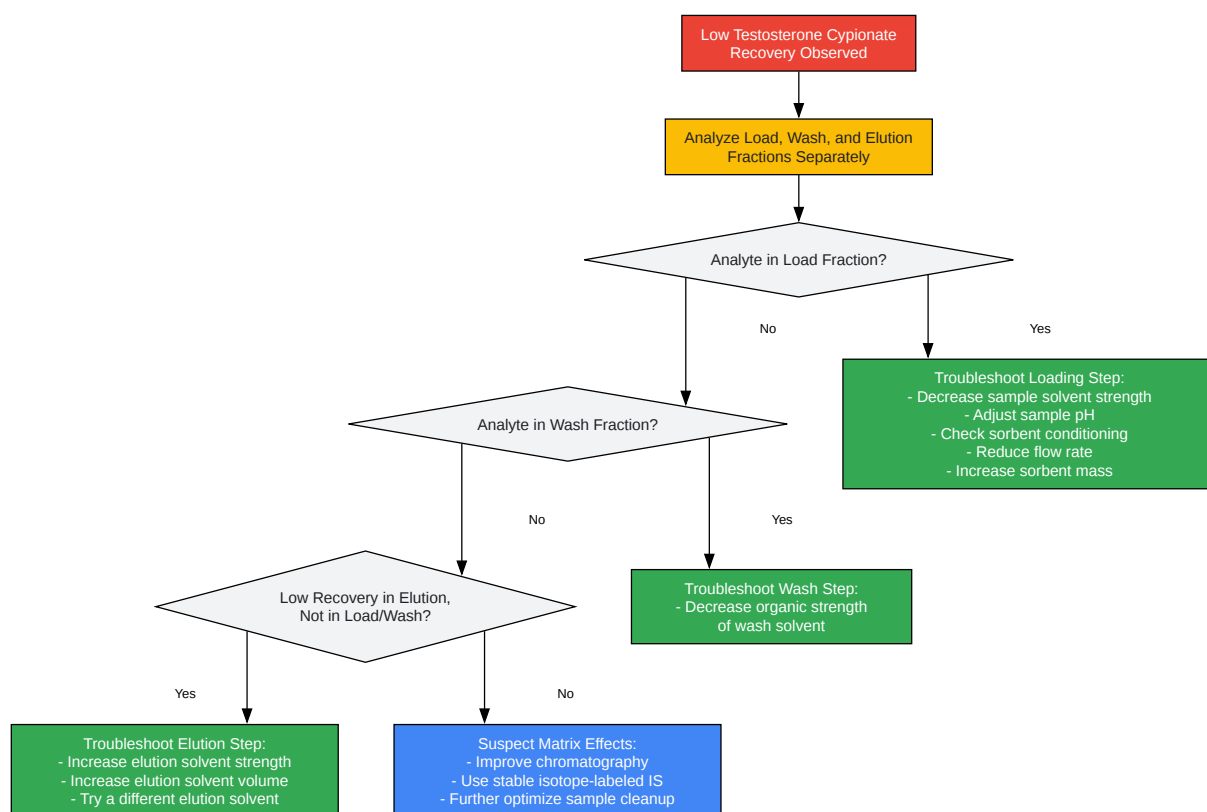 Low Testosterone Cypionate
Recovery Observed
Analyze Load, Wash, and Elution
Fractions Separately
Analyte in Load Fraction?
No
Yes
Troubleshoot Loading Step:
- Decrease sample solvent strength
- Adjust sample pH
- Check sorbent conditioning
- Reduce flow rate
- Increase sorbent mass
Analyte in Wash Fraction?
No
Yes
Troubleshoot Wash Step:
- Decrease organic strength
of wash solvent
Low Recovery in Elution,
Not in Load/Wash?
Yes
No
Troubleshoot Elution Step:
- Increase elution solvent strength
- Increase elution solvent volume
- Try a different elution solvent
Suspect Matrix Effects:
- Improve chromatography
- Use stable isotope-labeled IS
- Further optimize sample cleanup